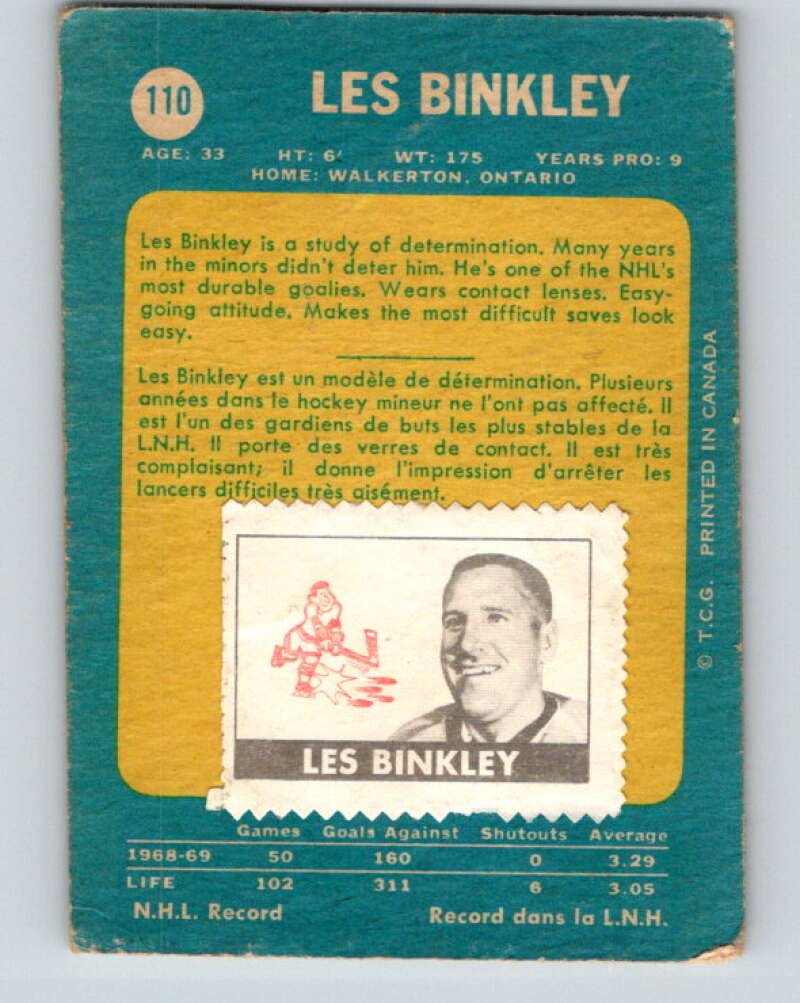 110
LES BINKLEY
AGE: 33 HT: 6' WT: 175 YEARS PRO: 9
HOME: WALKERTON, ONTARIO
Les Binkley is a study of determination. Many years
in the minors didn't deter him. He's one of the NHL's
most durable goalies. Wears contact lenses. Easy-
going attitude. Makes the most difficult saves look
easy.
Les Binkley est un modèle de détermination. Plusieurs
années dans le hockey mineur ne l'ont pas affecté. Il
est l'un des gardiens de buts les plus stables de la
L.N.H. Il porte des verres de contact. Il est très
complaisant; il donne l'impression d'arrêter les
lancers difficiles très aisément.
LES BINKLEY
© T.C.G. PRINTED IN CANADA
Games Goals Against Shutouts Average
1968-69 50 160 0 3.29
LIFE 102 311 6 3.05
N.H.L. Record Record dans la L.N.H.